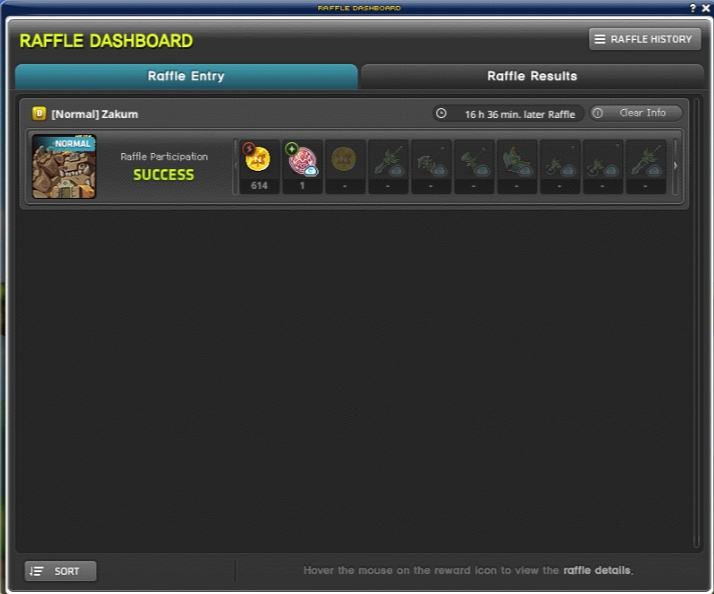 RAFFLE DASHBOARD
? X
RAFFLE DASHBOARD
RAFFLE HISTORY
Raffle Entry
Raffle Results
B [Normal] Zakum
16 h 36 min. later Raffle
Clear Info
NORMAL
Raffle Participation
SUCCESS
614 1 - - - - - - - -
SORT
Hover the mouse on the reward icon to view the raffle details.